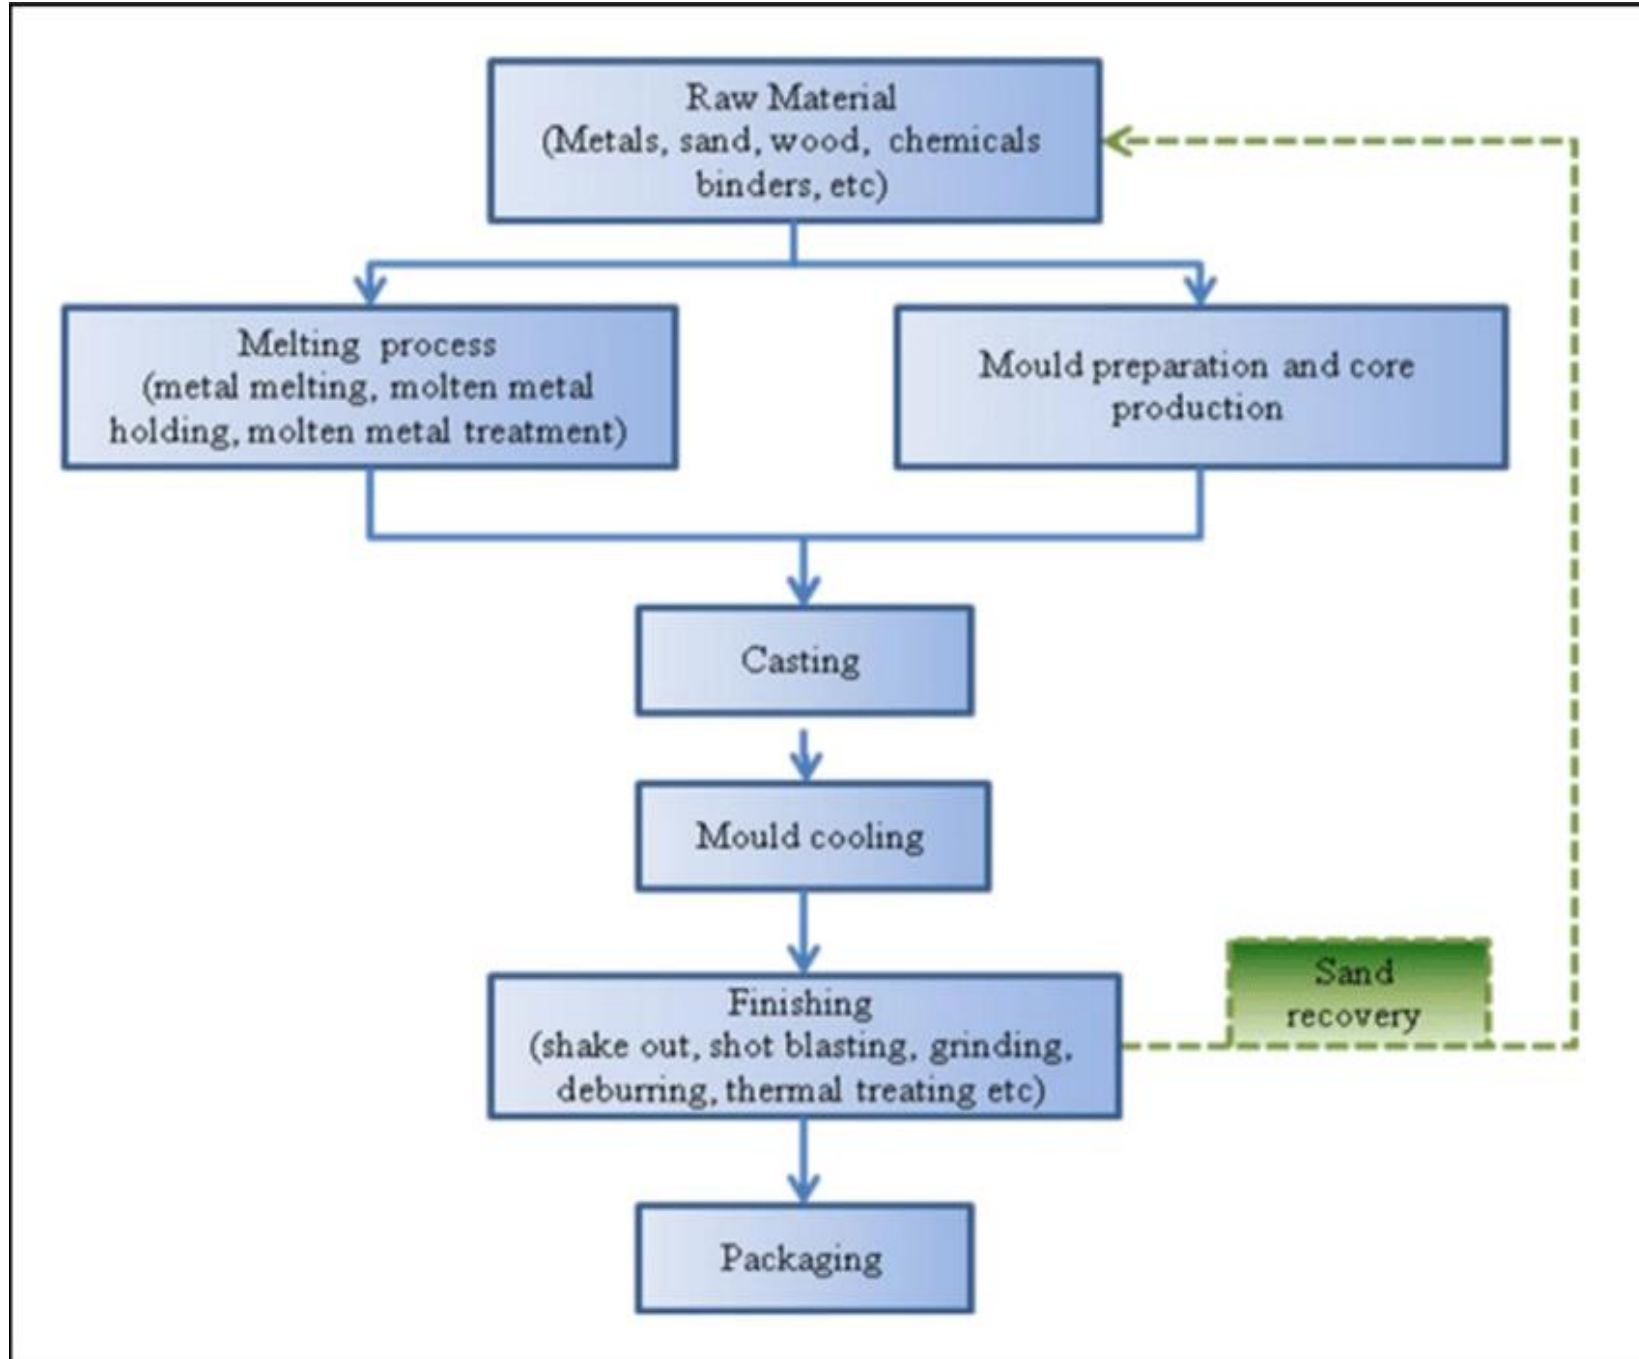 Raw Material
(Metals, sand, wood, chemicals
binders, etc)
Melting process
(metal melting, molten metal
holding, molten metal treatment)
Mould preparation and core
production
Casting
Mould cooling
Finishing
(shake out, shot blasting, grinding,
deburring, thermal treating etc)
Sand
recovery
Packaging